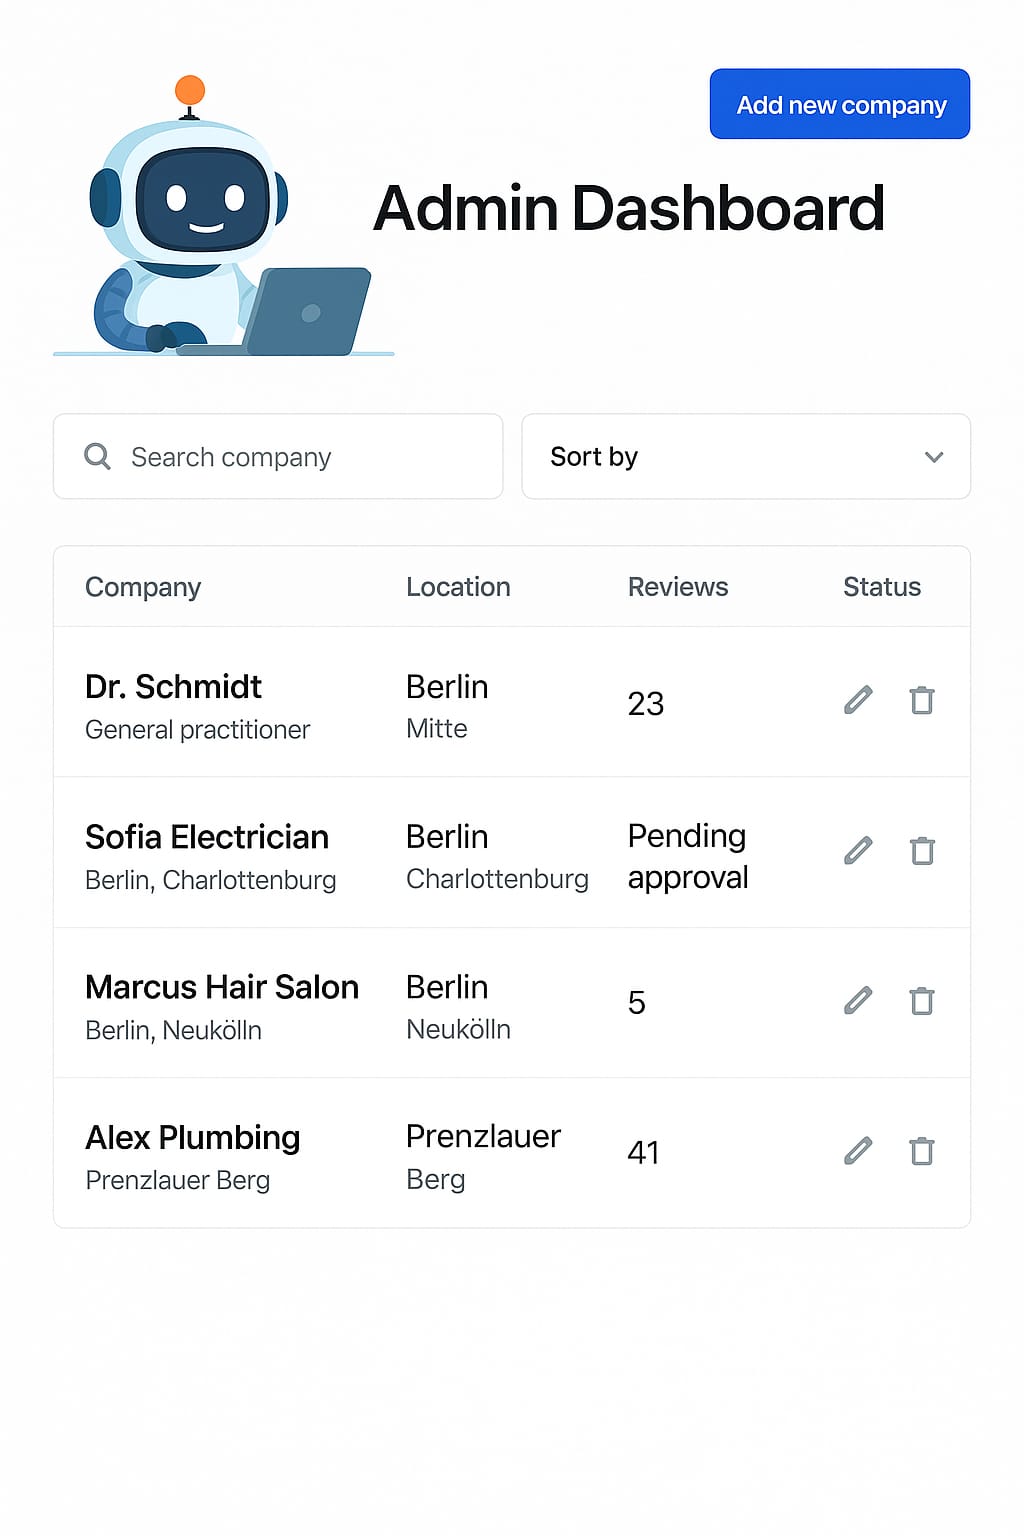 Add new company
Admin Dashboard
Search company
Sort by
Company Location Reviews Status
Dr. Schmidt Berlin 23
General practitioner Mitte
Sofia Electrician Berlin Pending
Berlin, Charlottenburg Charlottenburg approval
Marcus Hair Salon Berlin 5
Berlin, Neukölln Neukölln
Alex Plumbing Prenzlauer 41
Prenzlauer Berg Berg